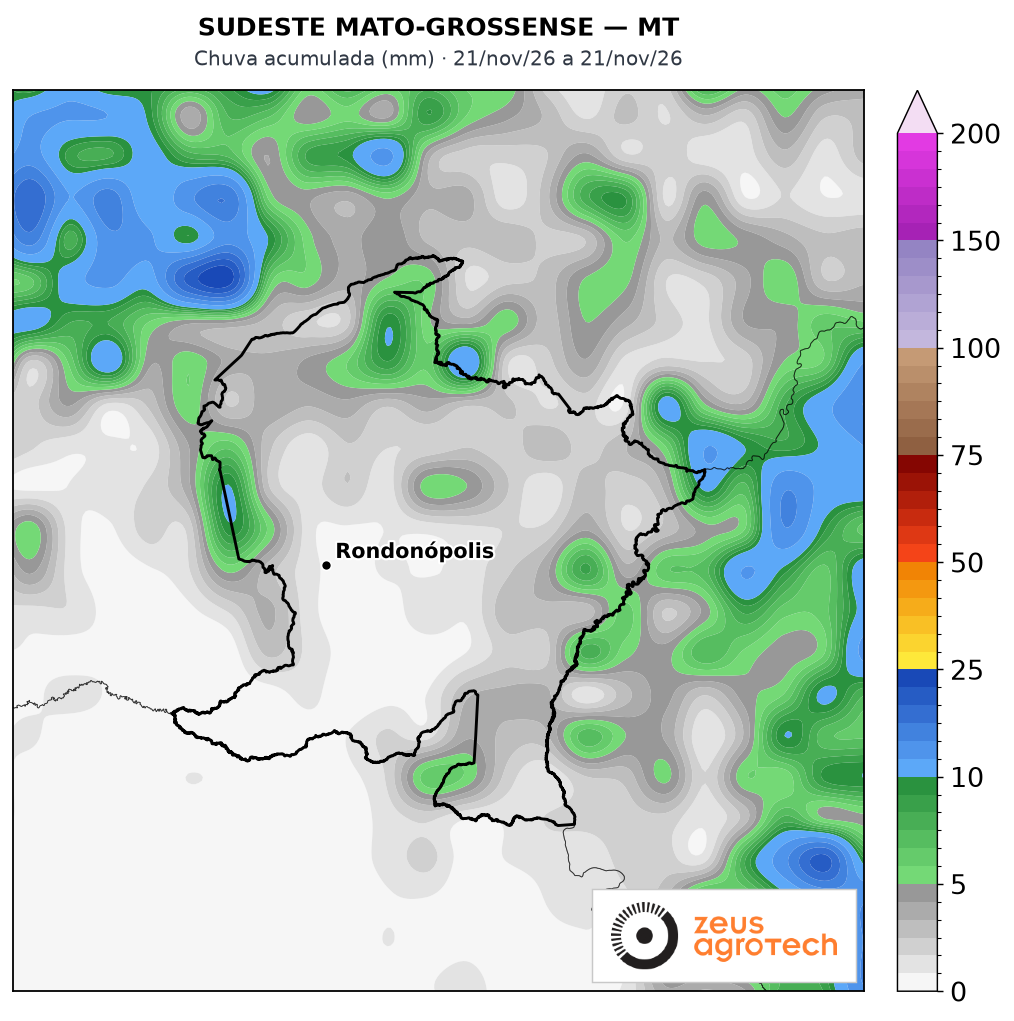 SUDESTE MATO-GROSSENSE — MT
Chuva acumulada (mm) · 21/nov/26 a 21/nov/26
200
150
100
75
50
25
10
5
0
Rondonópolis
zeus
agrotech